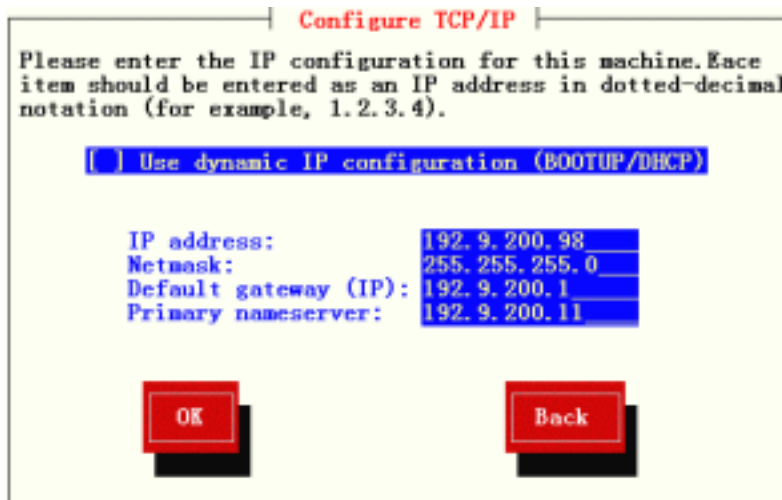 Configure TCP/IP
Please enter the IP configuration for this machine.Eace
item should be entered as an IP address in dotted-decimal
notation (for example, 1.2.3.4).
[ ] Use dynamic IP configuration (BOOTUP/DHCP)
IP address: 192.9.200.98
Netmask: 255.255.255.0
Default gateway (IP): 192.9.200.1
Primary nameserver: 192.9.200.11
OK Back